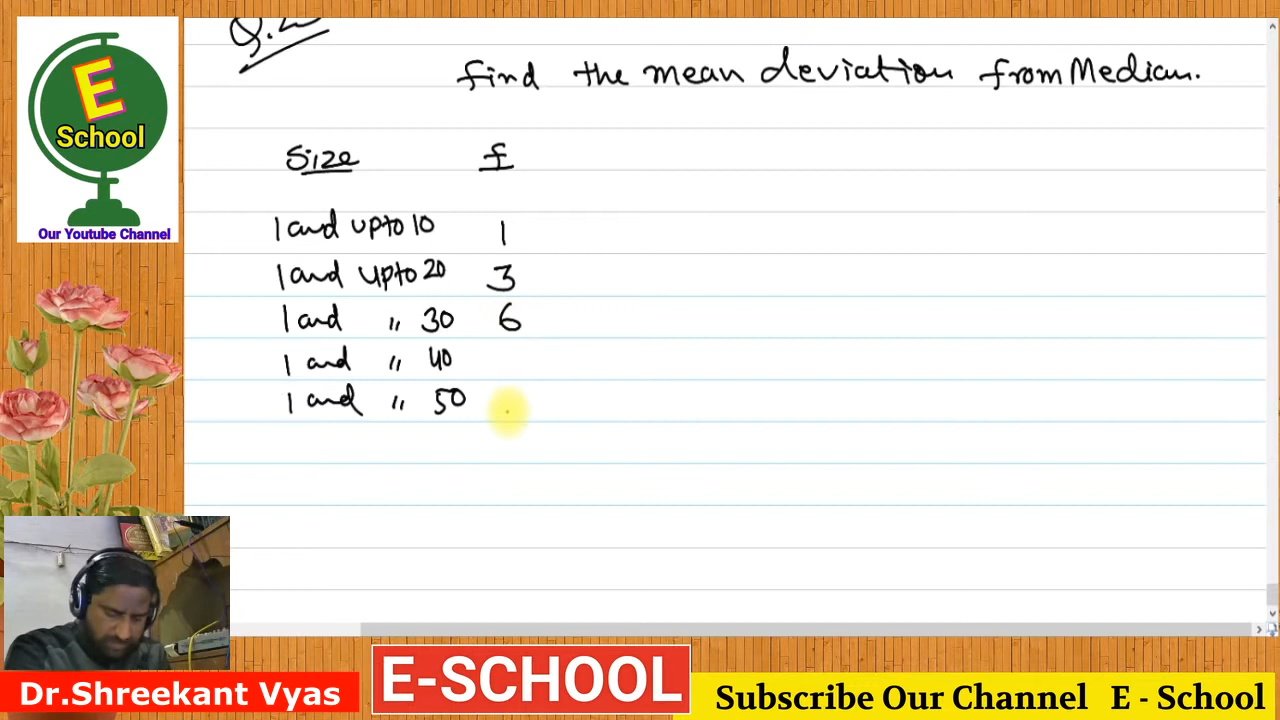 E
School
Our Youtube Channel
Q.2
find the mean deviation from Median.
Size f
1 and upto 10 1
1 and upto 20 3
1 and " 30 6
1 and " 40
1 and " 50
Dr.Shreekant Vyas
E-SCHOOL
Subscribe Our Channel E - School